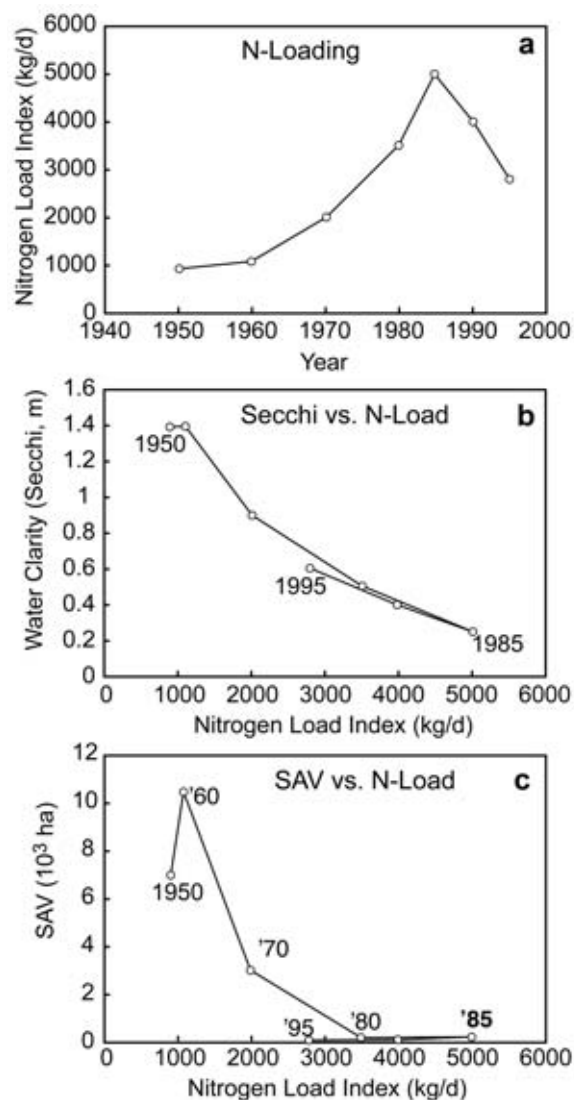 N-Loading
a
Nitrogen Load Index (kg/d)
6000
5000
4000
3000
2000
1000
0
1940 1950 1960 1970 1980 1990 2000
Year
Secchi vs. N-Load
b
Water Clarity (Secchi, m)
1.6
1.4
1.2
1
0.8
0.6
0.4
0.2
0
1950
1995
1985
0 1000 2000 3000 4000 5000 6000
Nitrogen Load Index (kg/d)
SAV vs. N-Load
c
SAV (10³ ha)
12
10
8
6
4
2
0
'60
1950
'70
'95
'80
'85
0 1000 2000 3000 4000 5000 6000
Nitrogen Load Index (kg/d)